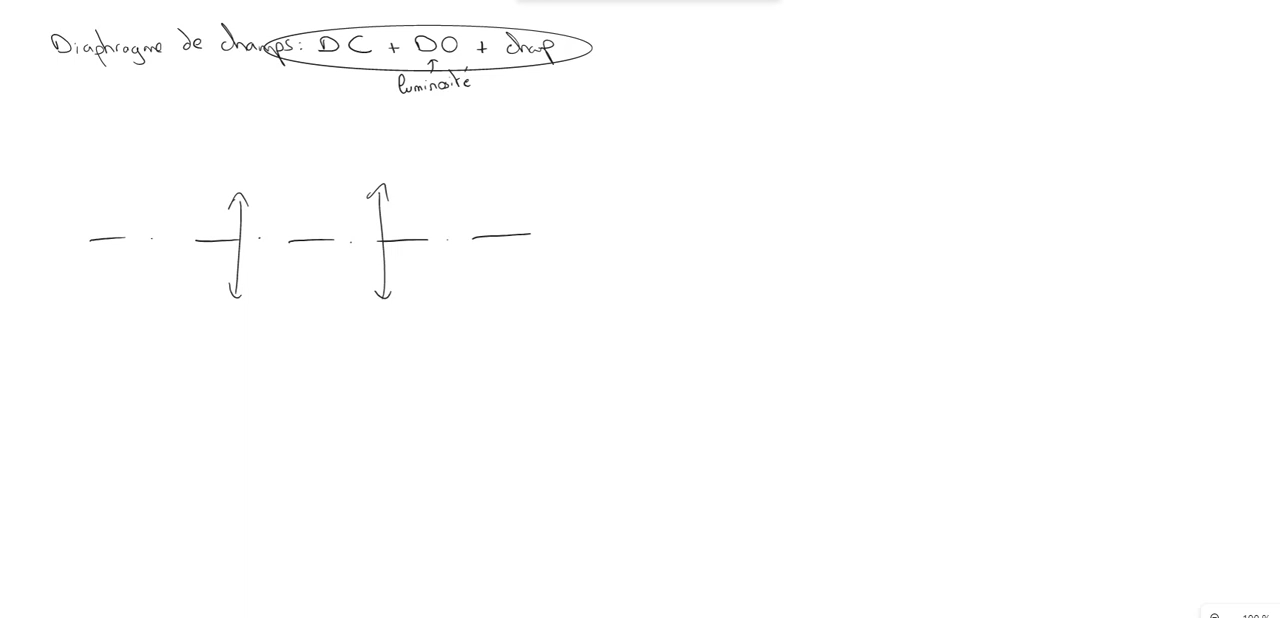 Diaphragme de champs: DC + DO + champ
↑
luminosité